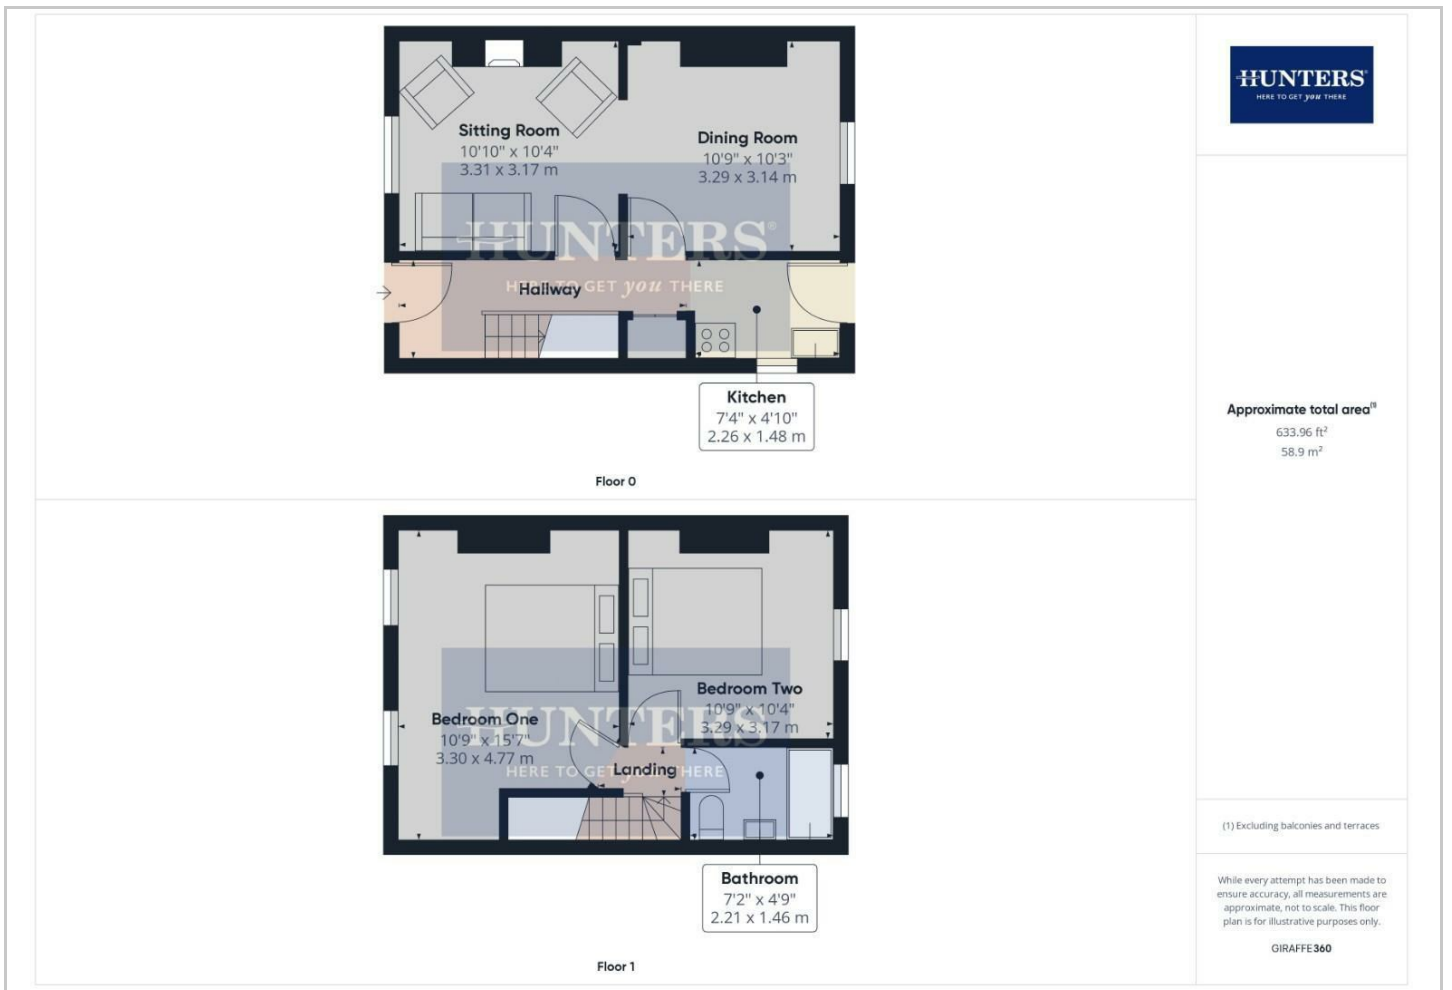 Sitting Room
10'10" x 10'4"
3.31 x 3.17 m
Dining Room
10'9" x 10'3"
3.29 x 3.14 m
HUNTERS®
HERE TO GET you THERE
Hallway
Kitchen
7'4" x 4'10"
2.26 x 1.48 m
Floor 0
Bedroom One
10'9" x 15'7"
3.30 x 4.77 m
Bedroom Two
10'9" x 10'4"
3.29 x 3.17 m
HUNTERS
HERE TO GET you THERE
Landing
Bathroom
7'2" x 4'9"
2.21 x 1.46 m
Floor 1
HUNTERS®
HERE TO GET you THERE
Approximate total area(1)
633.96 ft²
58.9 m²
(1) Excluding balconies and terraces
While every attempt has been made to
ensure accuracy, all measurements are
approximate, not to scale. This floor
plan is for illustrative purposes only.
GIRAFFE360